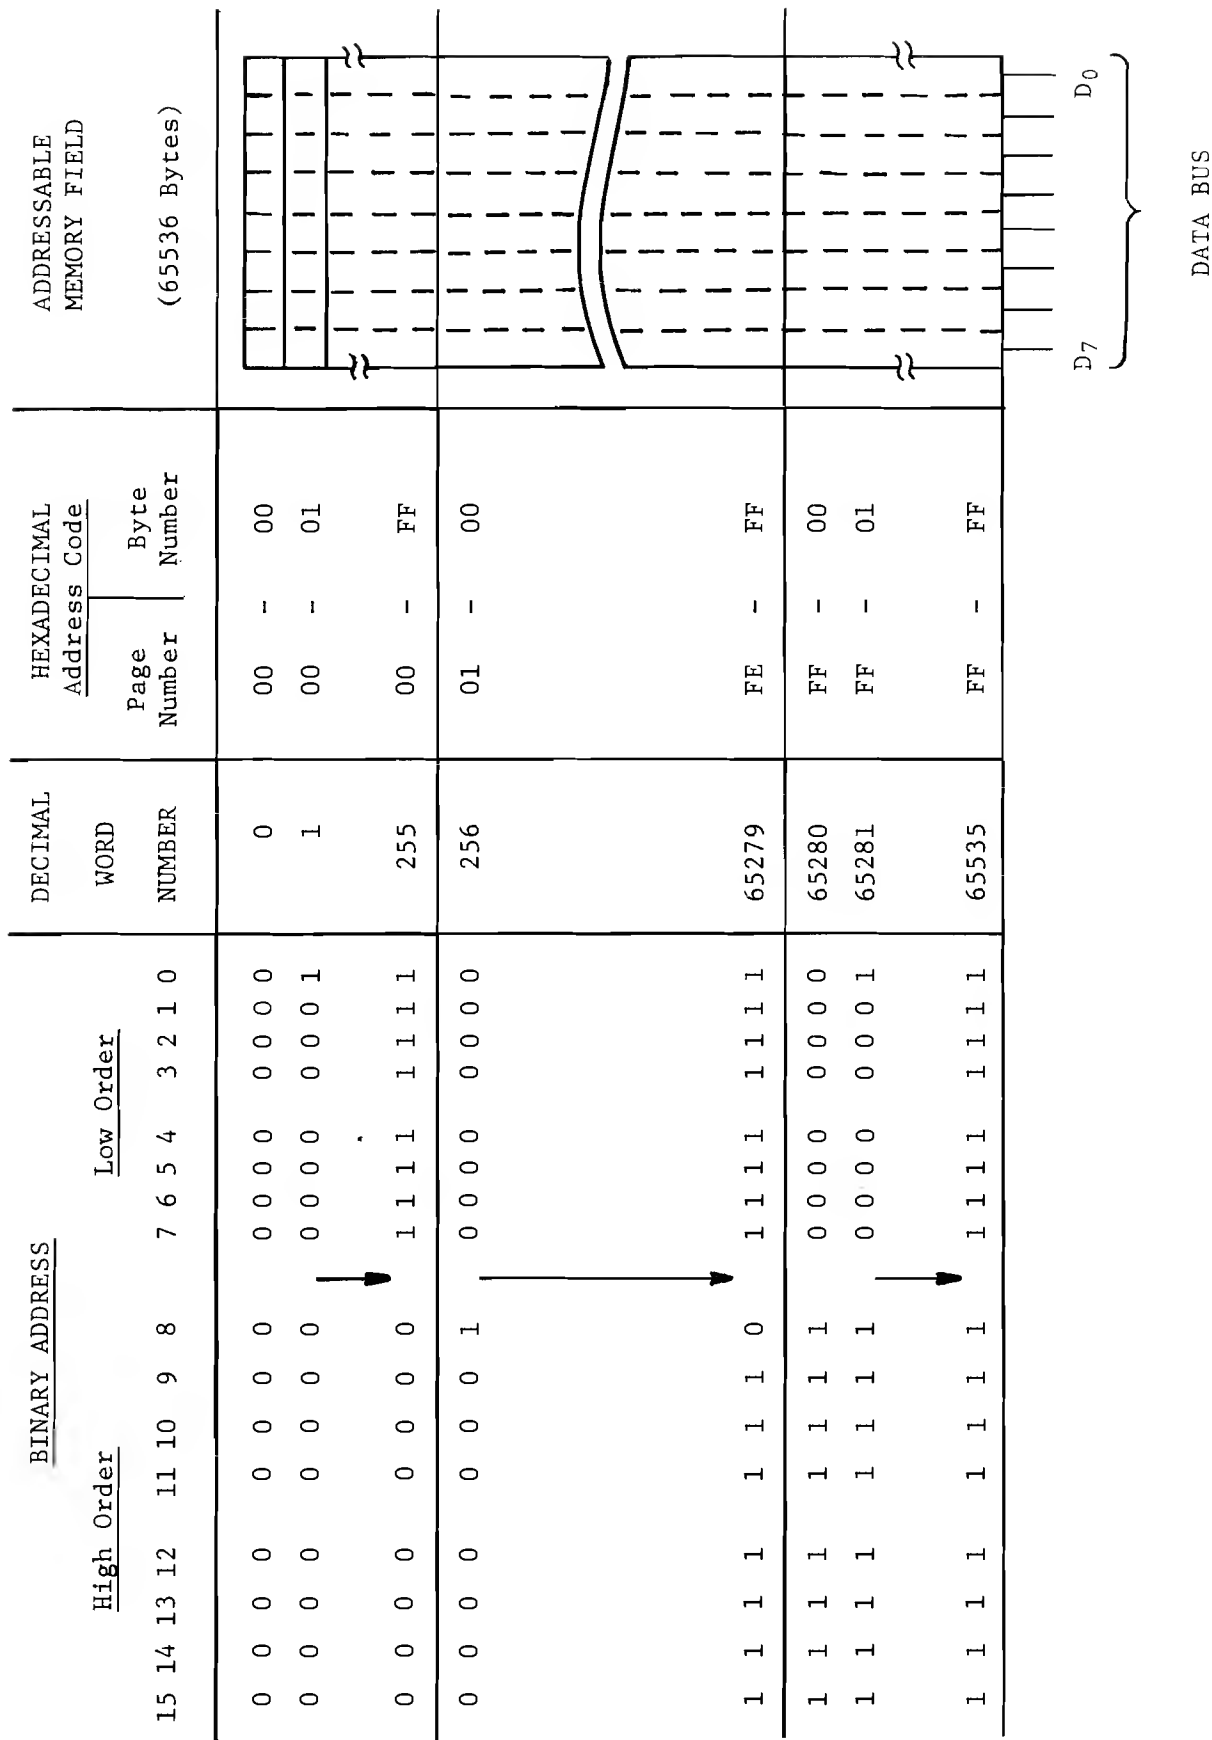 BINARY ADDRESS DECIMAL HEXADECIMAL ADDRESSABLE
High Order Low Order WORD Address Code MEMORY FIELD
Page Byte
15 14 13 12 11 10 9 8 7 6 5 4 3 2 1 0 NUMBER Number Number (65536 Bytes)
0 0 0 0 0 0 0 0 0 0 0 0 0 0 0 0 0 00 - 00
0 0 0 0 0 0 0 0 0 0 0 0 0 0 0 1 1 00 - 01
0 0 0 0 0 0 0 0 1 1 1 1 1 1 1 1 255 00 - FF
0 0 0 0 0 0 0 1 0 0 0 0 0 0 0 0 256 01 - 00
1 1 1 1 1 1 1 0 1 1 1 1 1 1 1 1 65279 FE - FF
1 1 1 1 1 1 1 1 0 0 0 0 0 0 0 0 65280 FF - 00
1 1 1 1 1 1 1 1 0 0 0 0 0 0 0 1 65281 FF - 01
1 1 1 1 1 1 1 1 1 1 1 1 1 1 1 1 65535 FF - FF
D7 D0
DATA BUS